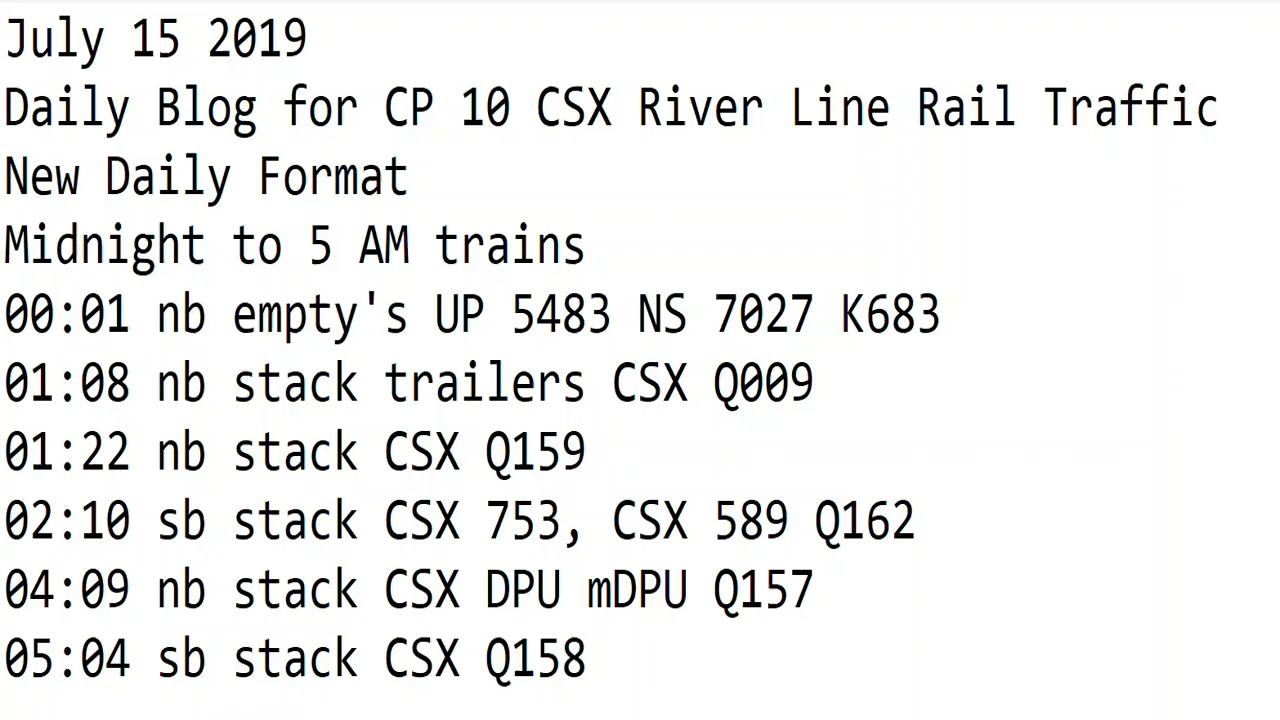 July 15 2019
Daily Blog for CP 10 CSX River Line Rail Traffic
New Daily Format
Midnight to 5 AM trains
00:01 nb empty's UP 5483 NS 7027 K683
01:08 nb stack trailers CSX Q009
01:22 nb stack CSX Q159
02:10 sb stack CSX 753, CSX 589 Q162
04:09 nb stack CSX DPU mDPU Q157
05:04 sb stack CSX Q158